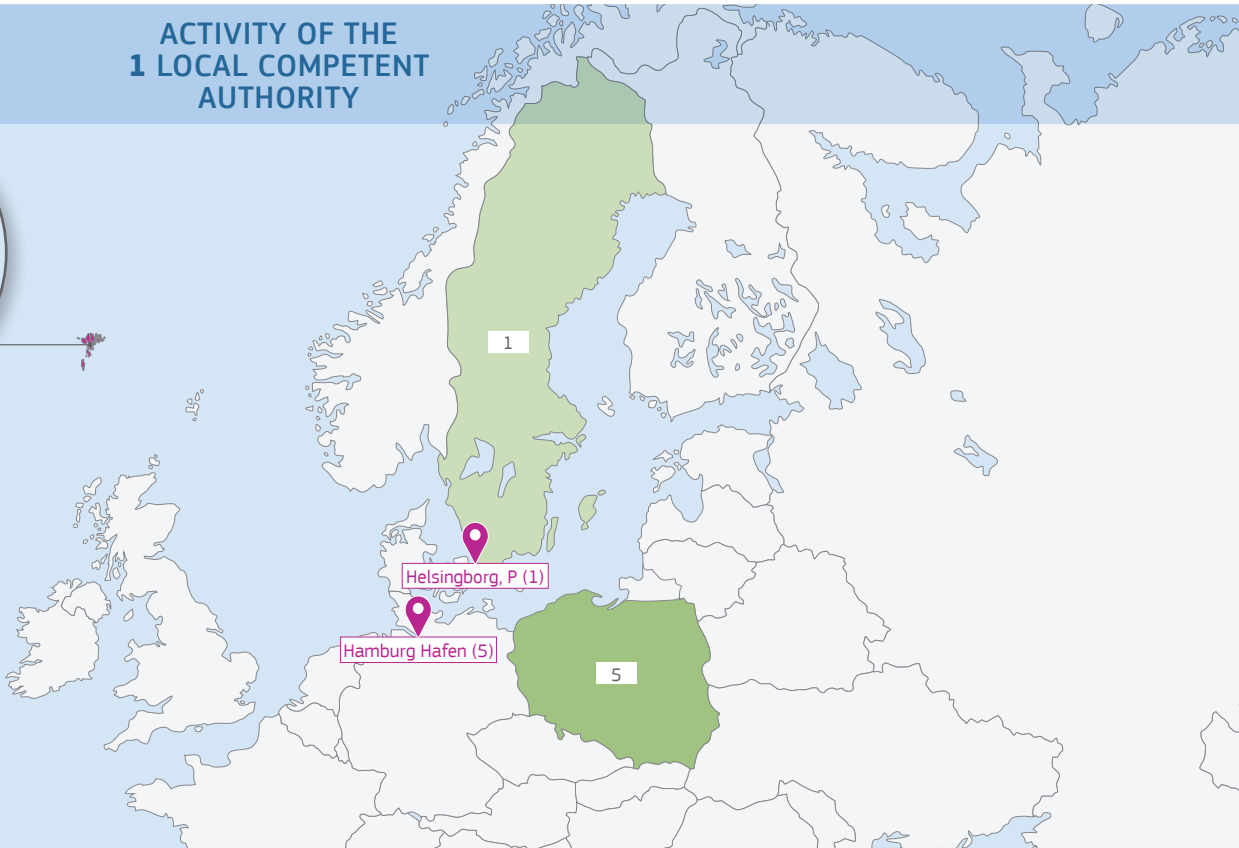 ACTIVITY OF THE
1 LOCAL COMPETENT
AUTHORITY
1
Helsingborg, P (1)
Hamburg Hafen (5)
5